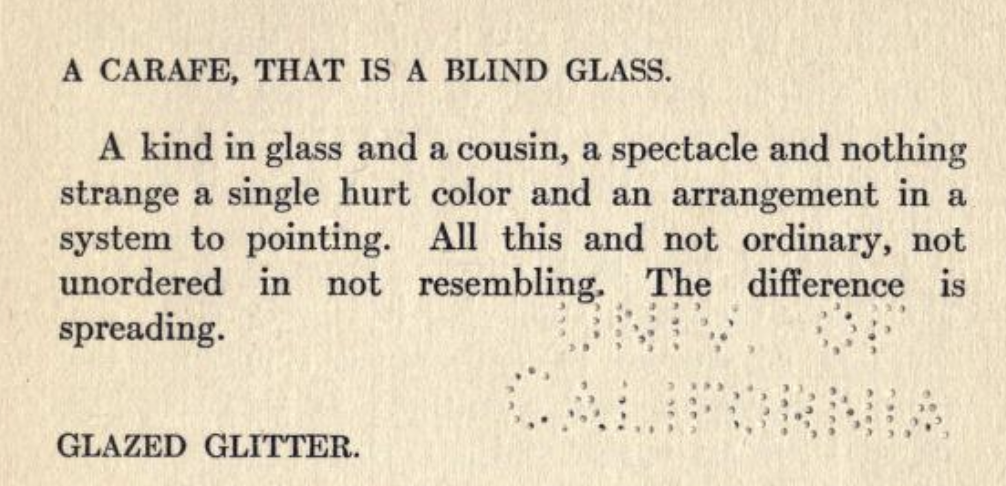 A CARAFE, THAT IS A BLIND GLASS.
A kind in glass and a cousin, a spectacle and nothing
strange a single hurt color and an arrangement in a
system to pointing. All this and not ordinary, not
unordered in not resembling. The difference is
spreading.
UNIV. OF
CALIFORNIA
GLAZED GLITTER.